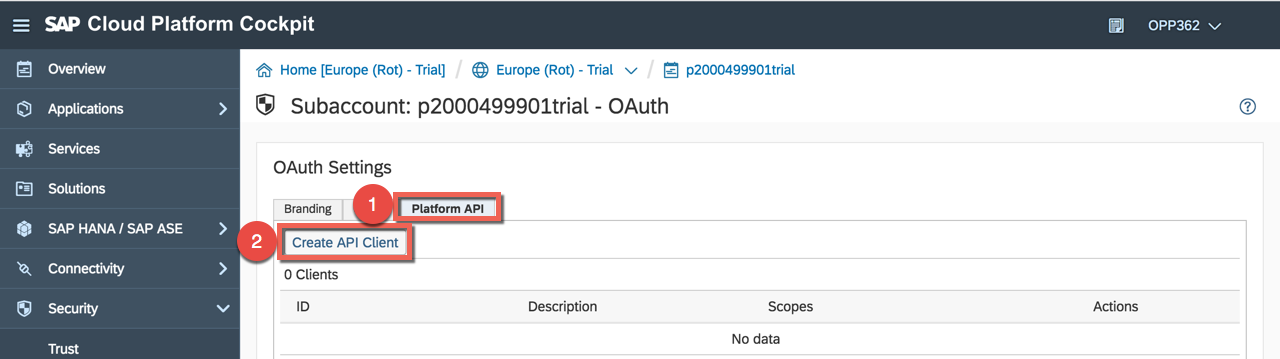 SAP Cloud Platform Cockpit
OPP362
Overview
Applications
Services
Solutions
SAP HANA / SAP ASE
Connectivity
Security
Trust
Home [Europe (Rot) - Trial] / Europe (Rot) - Trial / p2000499901trial
Subaccount: p2000499901trial - OAuth
?
OAuth Settings
Branding
1
Platform API
2
Create API Client
0 Clients
ID Description Scopes Actions
No data